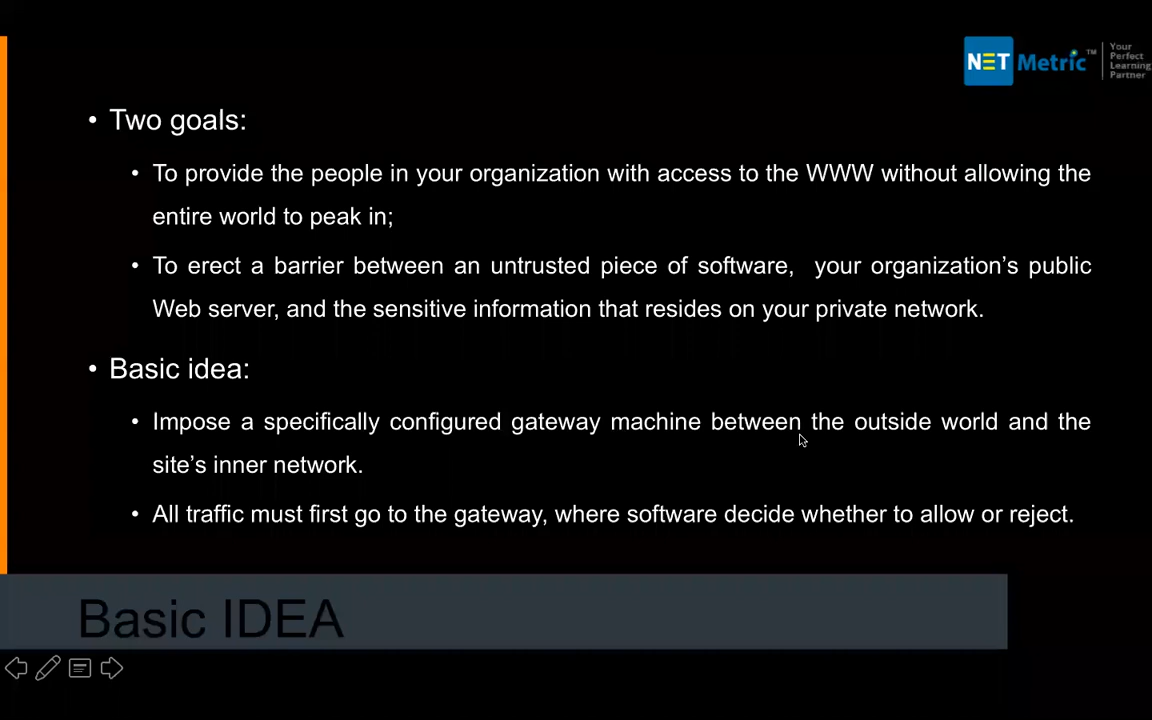 NET Metric™
Your
Perfect
Learning
Partner
• Two goals:
• To provide the people in your organization with access to the WWW without allowing the
entire world to peak in;
• To erect a barrier between an untrusted piece of software, your organization's public
Web server, and the sensitive information that resides on your private network.
• Basic idea:
• Impose a specifically configured gateway machine between the outside world and the
site's inner network.
• All traffic must first go to the gateway, where software decide whether to allow or reject.
Basic IDEA